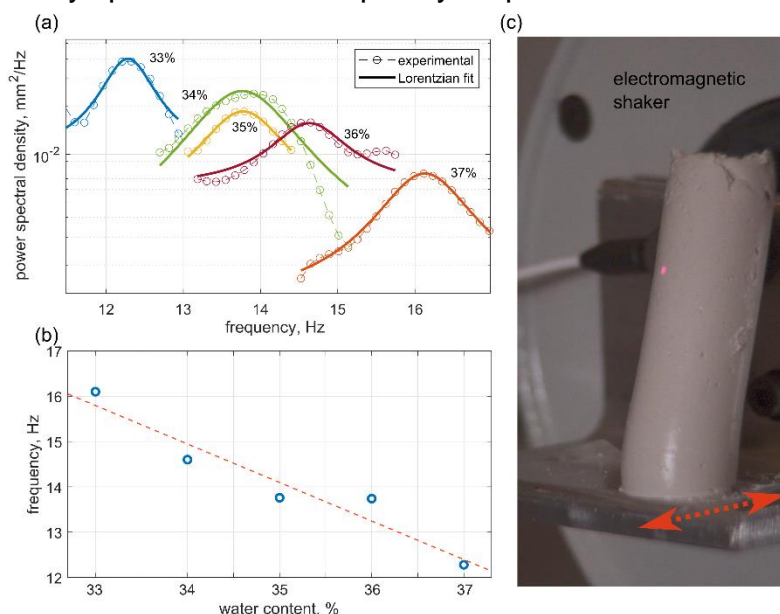 (a)
power spectral density, mm²/Hz
10⁻²
33%
34%
35%
36%
37%
experimental
Lorentzian fit
12
13
14
15
16
frequency, Hz
(b)
frequency, Hz
17
16
15
14
13
12
33
34
35
36
37
water content, %
(c)
electromagnetic
shaker